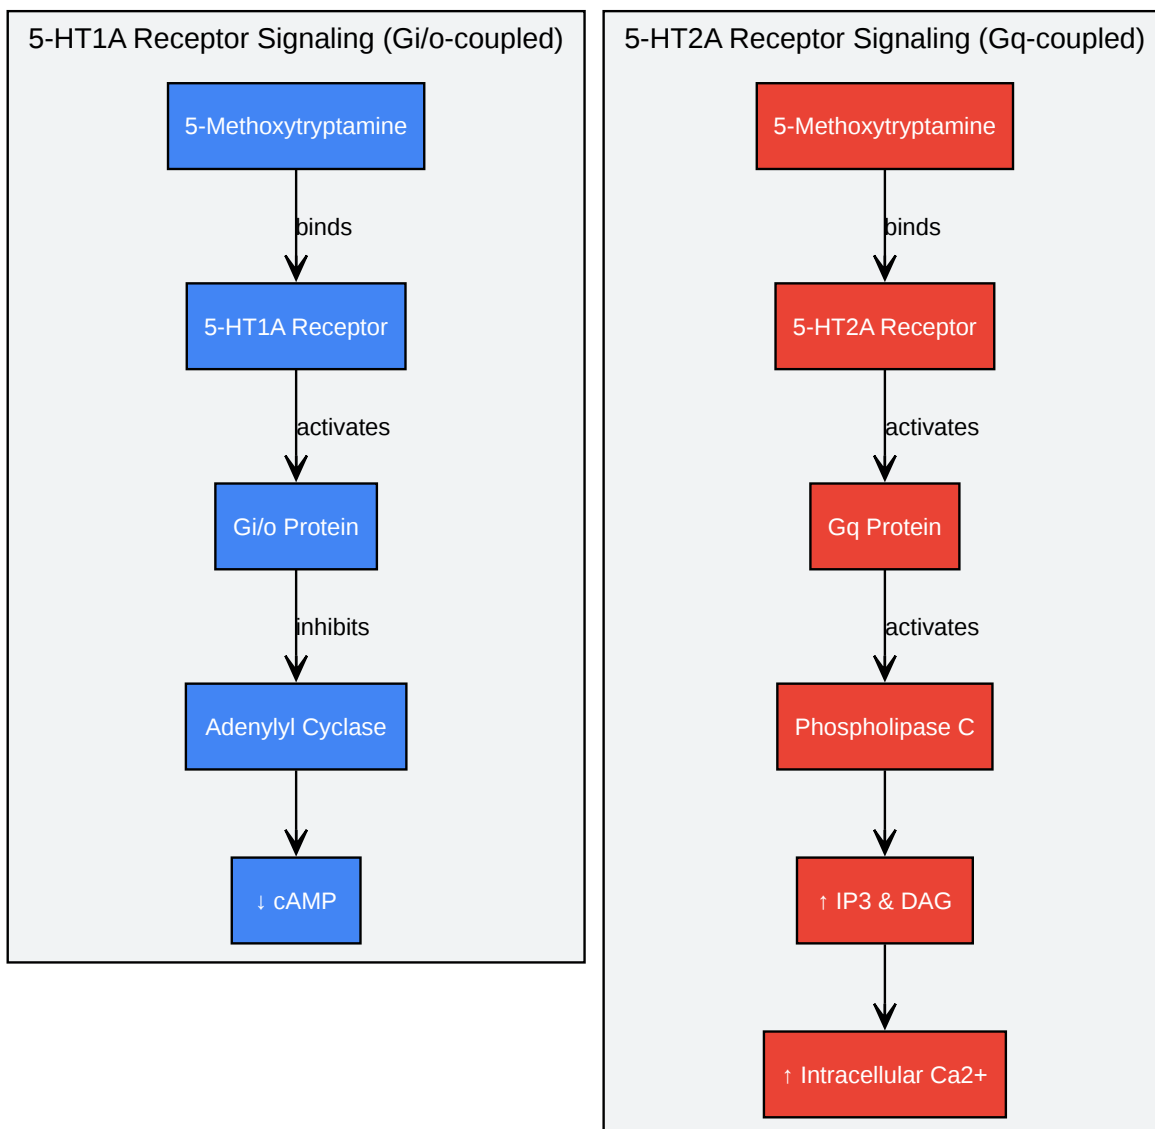 5-HT1A Receptor Signaling (Gi/o-coupled)
5-Methoxytryptamine
binds
5-HT1A Receptor
activates
Gi/o Protein
inhibits
Adenylyl Cyclase
↓ cAMP
5-HT2A Receptor Signaling (Gq-coupled)
5-Methoxytryptamine
binds
5-HT2A Receptor
activates
Gq Protein
activates
Phospholipase C
↑ IP3 & DAG
↑ Intracellular Ca2+